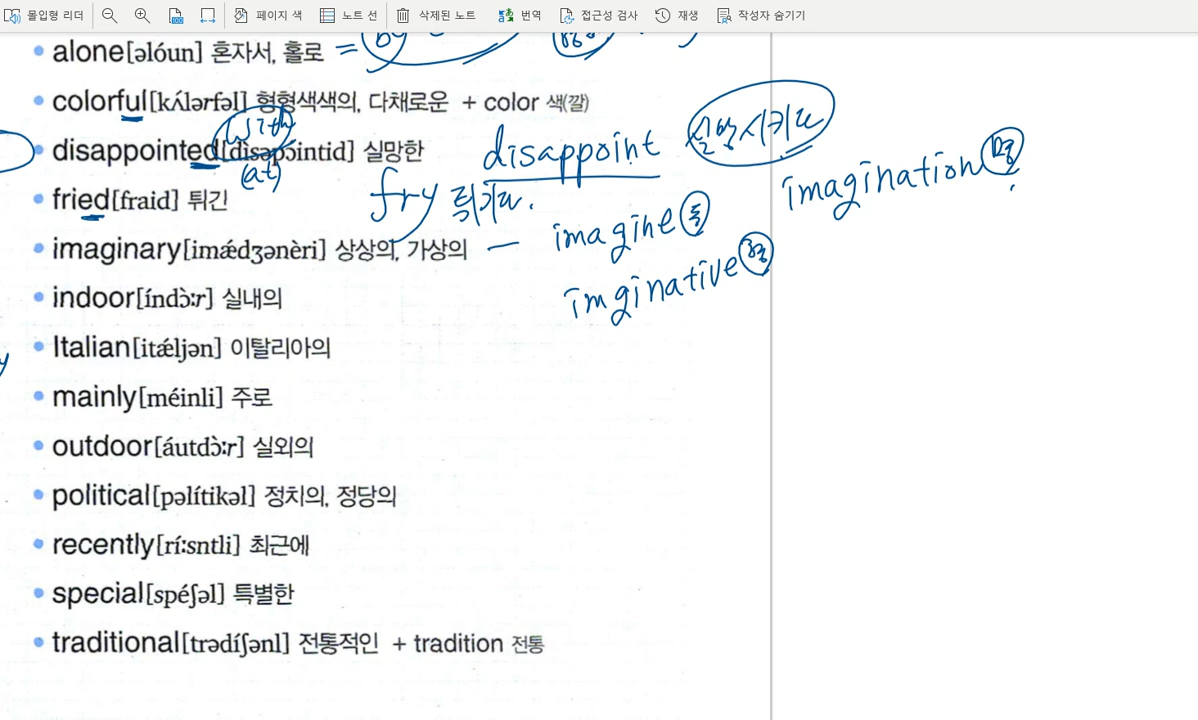 몰입형 리더 페이지 색 노트 선 삭제된 노트 번역 접근성 검사 재생 작성자 숨기기
alone[əlóun] 혼자서, 홀로 = by
colorful[kʌ́lərfəl] 형형색색의, 다채로운 + color 색(깔)
with
disappointed[dìsəpɔ́intid] 실망한 disappoint 실망시키다
(at)
fried[fraid] 튀긴 fry 튀기다. imagination 명
imaginary[imǽdʒənèri] 상상의, 가상의 — imagine 동
imginative 형
indoor[índɔ̀ːr] 실내의
Italian[itǽljən] 이탈리아의
mainly[méinli] 주로
outdoor[áutdɔ̀ːr] 실외의
political[pəlítikəl] 정치의, 정당의
recently[ríːsntli] 최근에
special[spéʃəl] 특별한
traditional[trədíʃənl] 전통적인 + tradition 전통